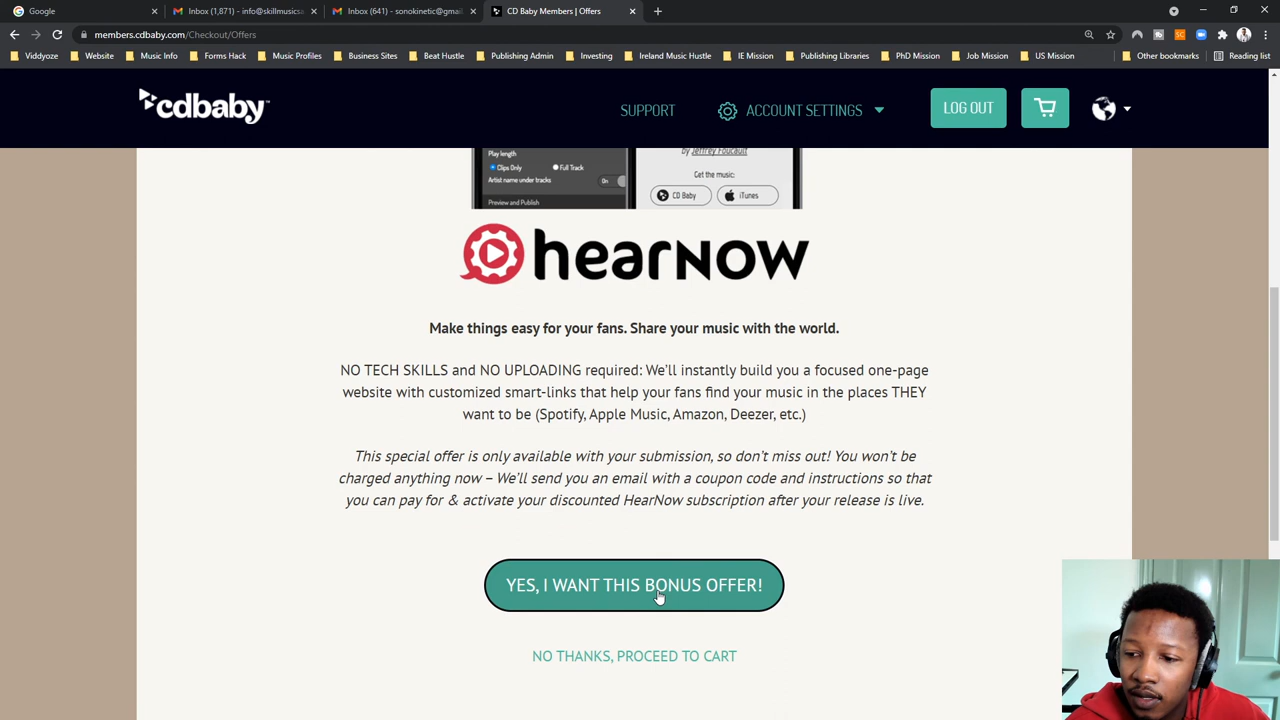 Google
Inbox (1,871) - info@skillmusicsa
Inbox (641) - sonokinetic@gmail
CD Baby Members | Offers
members.cdbaby.com/Checkout/Offers
Viddyoze
Website
Music Info
Forms Hack
Music Profiles
Business Sites
Beat Hustle
Publishing Admin
Investing
Ireland Music Hustle
IE Mission
Publishing Libraries
PhD Mission
Job Mission
US Mission
Other bookmarks
Reading list
cdbaby
SUPPORT
ACCOUNT SETTINGS
LOG OUT
Play length
Clips Only
Full Track
Artist name under tracks
On
Preview and Publish
by Jeffrey Foucault
Get the music:
CD Baby
iTunes
hearNOW
Make things easy for your fans. Share your music with the world.
NO TECH SKILLS and NO UPLOADING required: We'll instantly build you a focused one-page
website with customized smart-links that help your fans find your music in the places THEY
want to be (Spotify, Apple Music, Amazon, Deezer, etc.)
This special offer is only available with your submission, so don't miss out! You won't be
charged anything now – We'll send you an email with a coupon code and instructions so that
you can pay for & activate your discounted HearNow subscription after your release is live.
YES, I WANT THIS BONUS OFFER!
NO THANKS, PROCEED TO CART